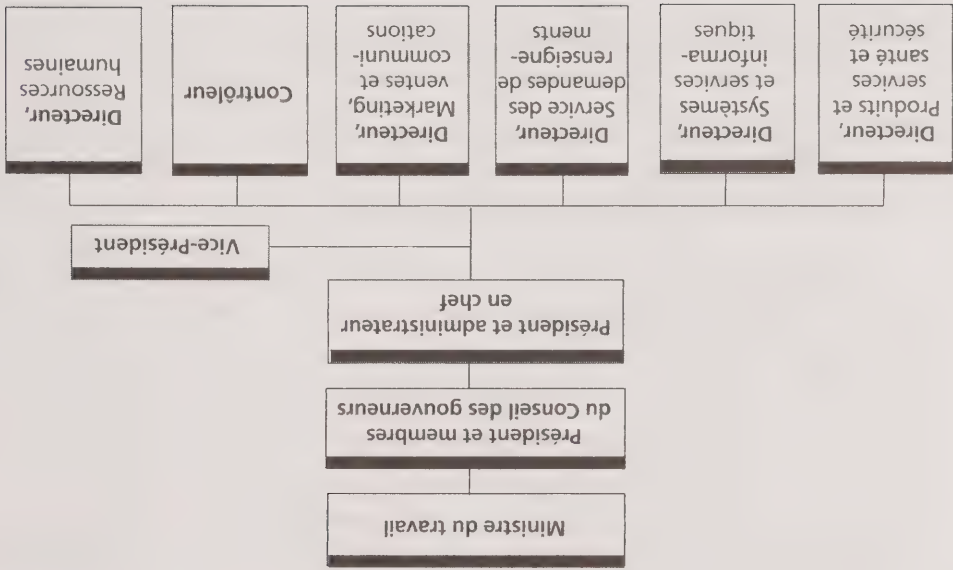 Ministre du travail
Président et membres
du Conseil des gouverneurs
Président et administrateur
en chef
Vice-Président
Directeur,
Produits et
services
santé et
sécurité
Directeur,
Systèmes
et services
informa-
tiques
Directeur,
Service des
demandes de
renseigne-
ments
Directeur,
Marketing,
ventes et
communi-
cations
Contrôleur
Directeur,
Ressources
humaines